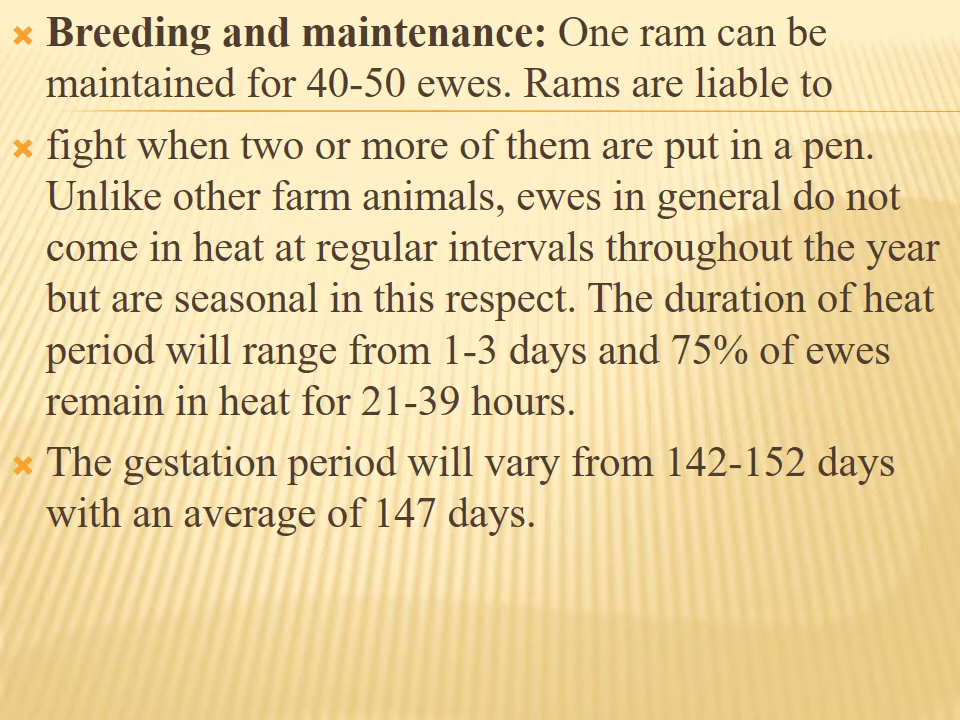 Breeding and maintenance: One ram can be
maintained for 40-50 ewes. Rams are liable to
fight when two or more of them are put in a pen.
Unlike other farm animals, ewes in general do not
come in heat at regular intervals throughout the year
but are seasonal in this respect. The duration of heat
period will range from 1-3 days and 75% of ewes
remain in heat for 21-39 hours.
The gestation period will vary from 142-152 days
with an average of 147 days.